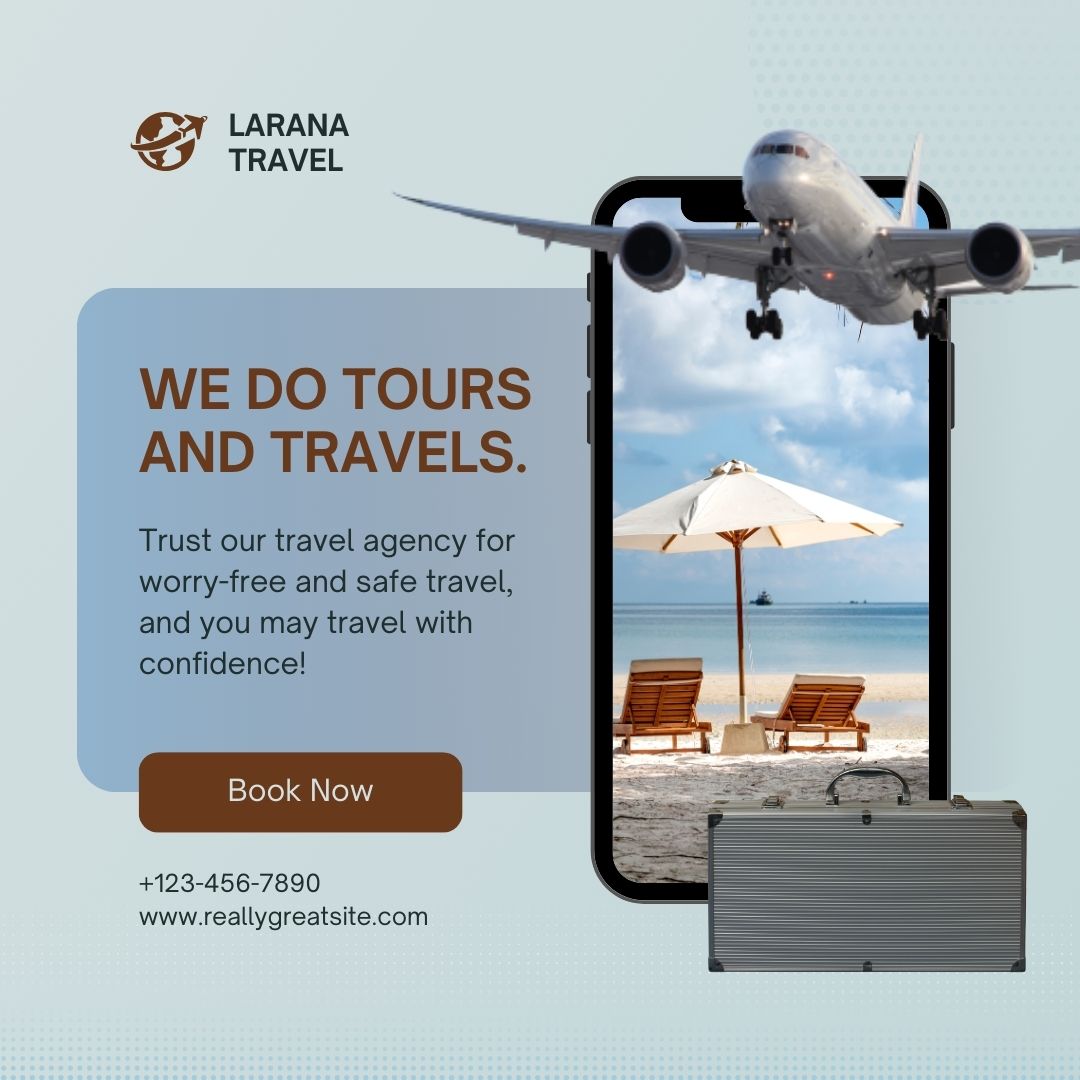 LARANA
TRAVEL
WE DO TOURS
AND TRAVELS.
Trust our travel agency for
worry-free and safe travel,
and you may travel with
confidence!
Book Now
+123-456-7890
www.reallygreatsite.com